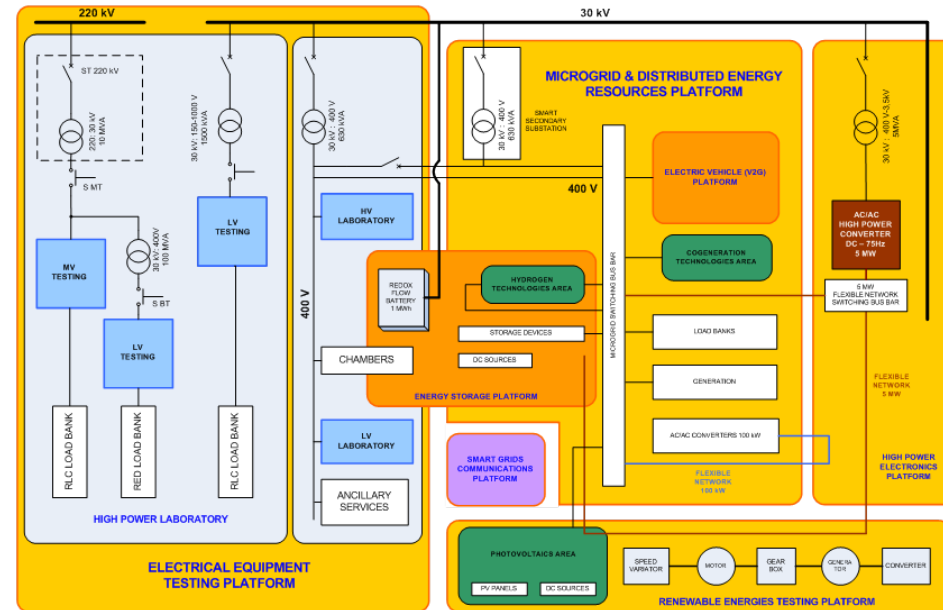 220 kV
30 kV
ST 220 kV
220: 30 kV
10 MVA
S MT
MV
TESTING
30 kV: 400V
100 MVA
S BT
LV
TESTING
RLC LOAD BANK
RED LOAD BANK
30 kV: 150-1000 V
1500 kVA
LV
TESTING
RLC LOAD BANK
HIGH POWER LABORATORY
30 kV : 400 V
630 kVA
400 V
HV
LABORATORY
CHAMBERS
LV
LABORATORY
ANCILLARY
SERVICES
ELECTRICAL EQUIPMENT
TESTING PLATFORM
30 kV : 400 V
630 kVA
SMART
SECONDARY
SUBSTATION
MICROGRID & DISTRIBUTED ENERGY
RESOURCES PLATFORM
400 V
MICROGRID SWITCHING BUS BAR
ELECTRIC VEHICLE (V2G)
PLATFORM
COGENERATION
TECHNOLOGIES AREA
LOAD BANKS
GENERATION
AC/AC CONVERTERS 100 kW
FLEXIBLE
NETWORK
100 kW
REDOX
FLOW
BATTERY
1 MWh
HYDROGEN
TECHNOLOGIES AREA
STORAGE DEVICES
DC SOURCES
ENERGY STORAGE PLATFORM
SMART GRIDS
COMMUNICATIONS
PLATFORM
30 kV : 400 V-3,5kV
5MVA
AC/AC
HIGH POWER
CONVERTER
DC – 75Hz
5 MW
5 MW
FLEXIBLE NETWORK
SWITCHING BUS BAR
FLEXIBLE
NETWORK
5 MW
HIGH POWER
ELECTRONICS
PLATFORM
PHOTOVOLTAICS AREA
PV PANELS
DC SOURCES
SPEED
VARIATOR
MOTOR
GEAR
BOX
GENERA
TOR
CONVERTER
RENEWABLE ENERGIES TESTING PLATFORM